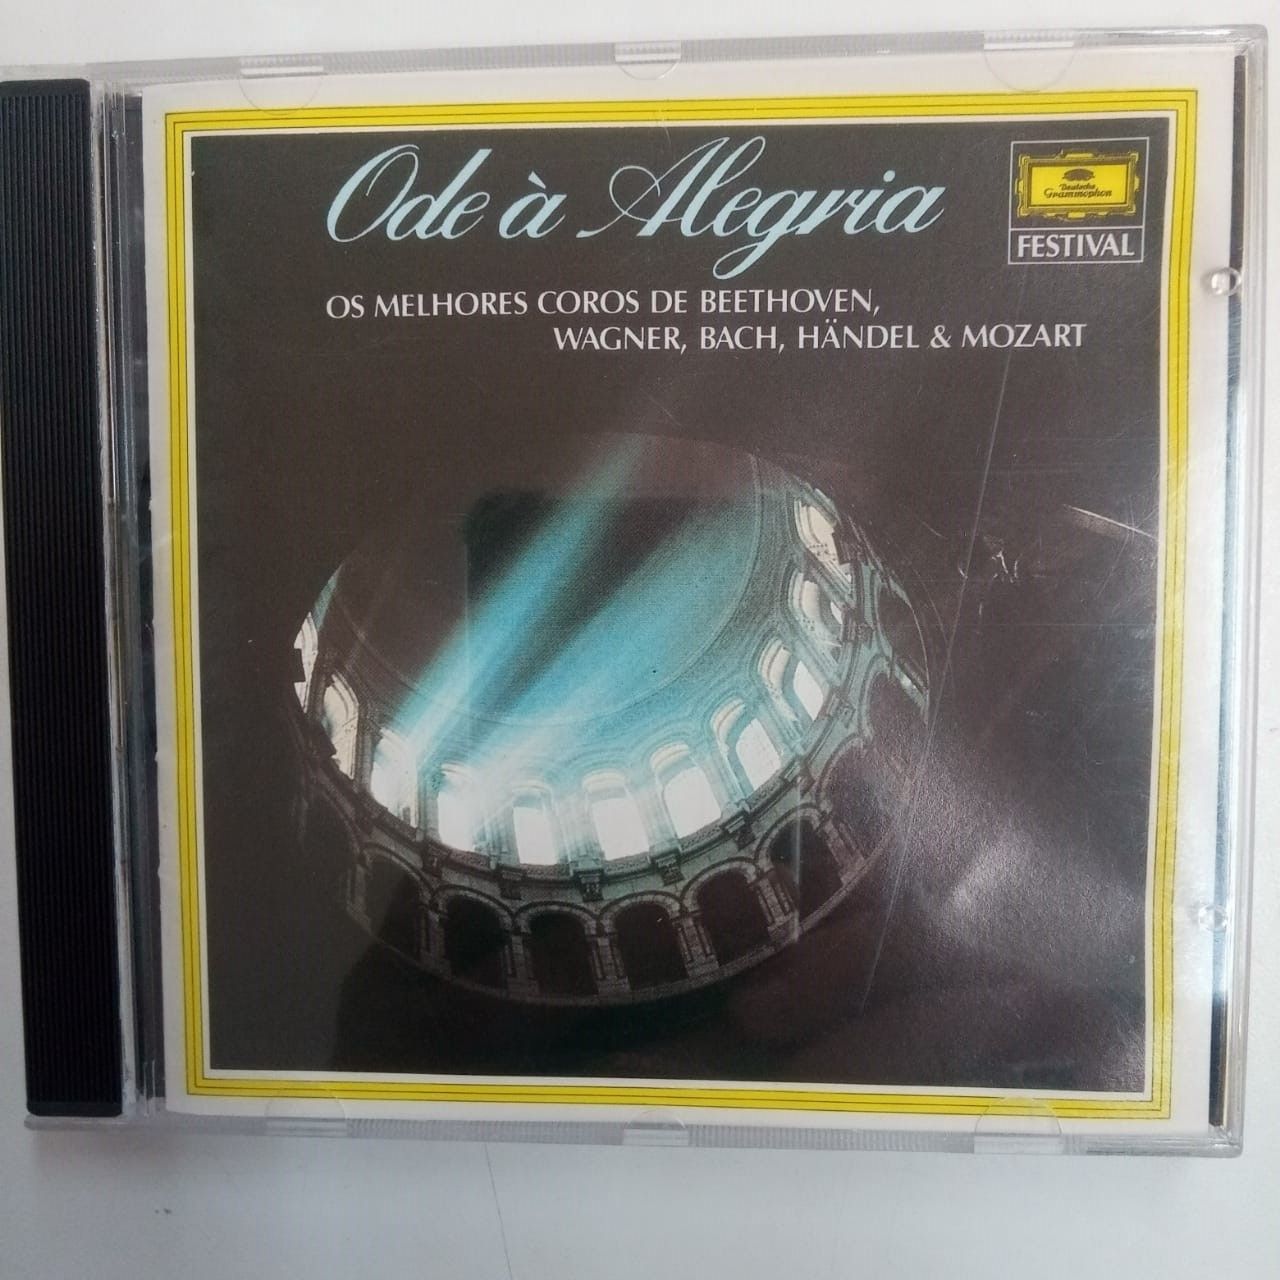 Ode à Alegria
Deutsche
Grammophon
FESTIVAL
OS MELHORES COROS DE BEETHOVEN,
WAGNER, BACH, HÄNDEL & MOZART